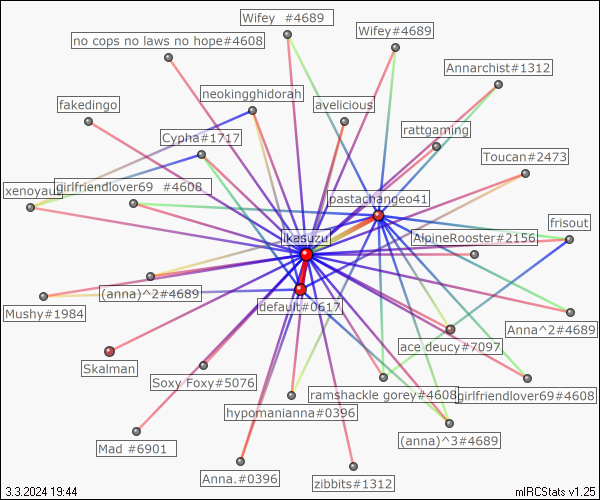 Wifey  #4689
Wifey#4689
no cops no laws no hope#4608
Annarchist#1312
neokingghidorah
fakedingo
avelicious
rattgaming
Cypha#1717
Toucan#2473
xenoyaug
girlfriendlover69  #4608
pastachangeo41
frisout
ikasuzu
AlpineRooster#2156
(anna)^2#4689
default#0617
Mushy#1984
Anna^2#4689
ace deucy#7097
Skalman
Soxy Foxy#5076
ramshackle gorey#4608
girlfriendlover69#4608
hypomanianna#0396
(anna)^3#4689
Mad #6901
Anna.#0396
zibbits#1312
3.3.2024 19:44
mIRCStats v1.25